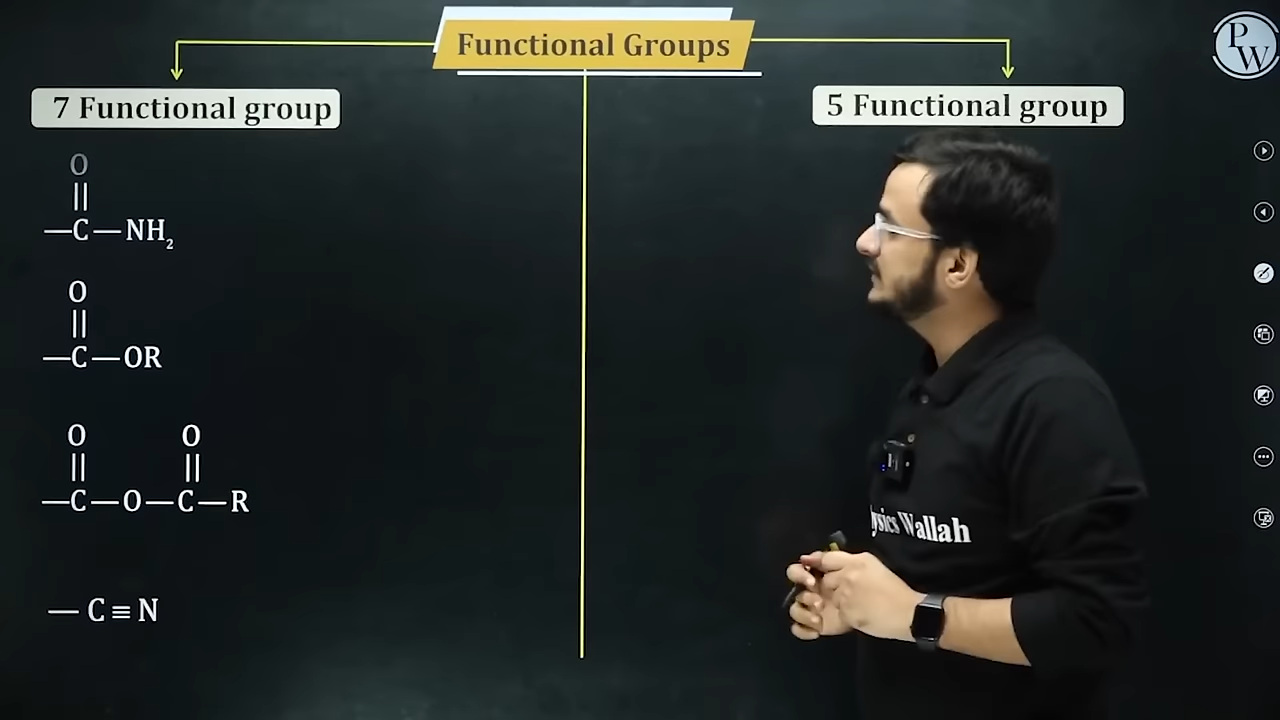 Functional Groups
PW
7 Functional group
5 Functional group
O
||
—C—NH₂
O
||
—C—OR
O O
|| ||
—C—O—C—R
—C≡N
ysics Wallah